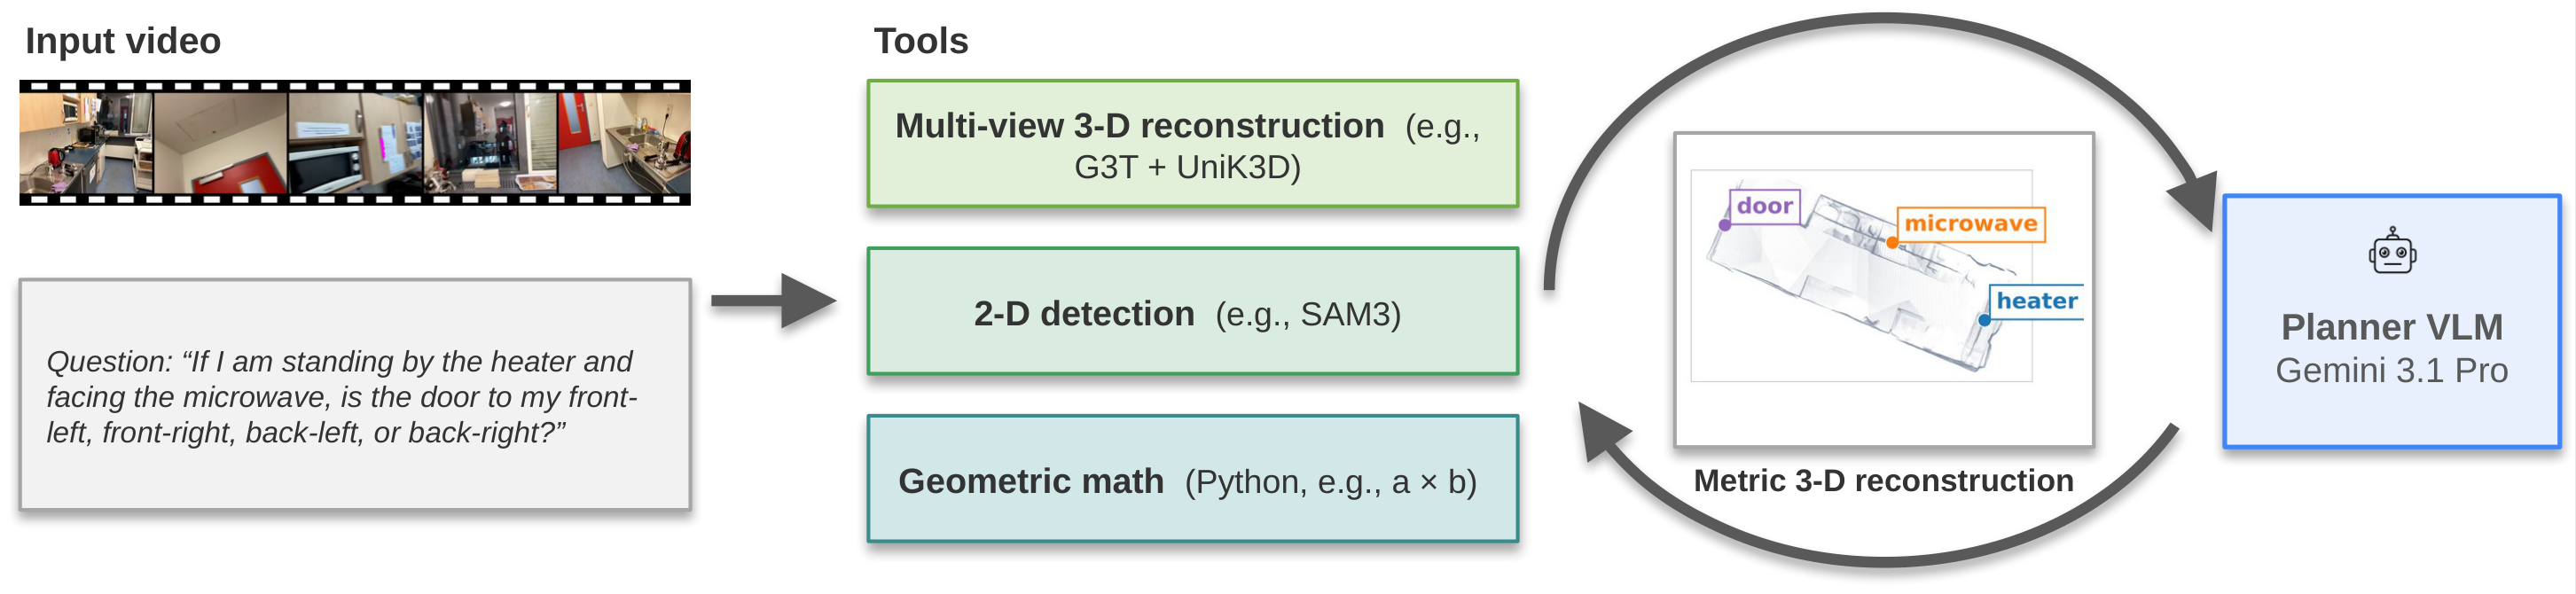 Input video
Question: “If I am standing by the heater and
facing the microwave, is the door to my front-
left, front-right, back-left, or back-right?”
Tools
Multi-view 3-D reconstruction (e.g.,
G3T + UniK3D)
2-D detection (e.g., SAM3)
Geometric math (Python, e.g., a × b)
door
microwave
heater
Metric 3-D reconstruction
Planner VLM
Gemini 3.1 Pro